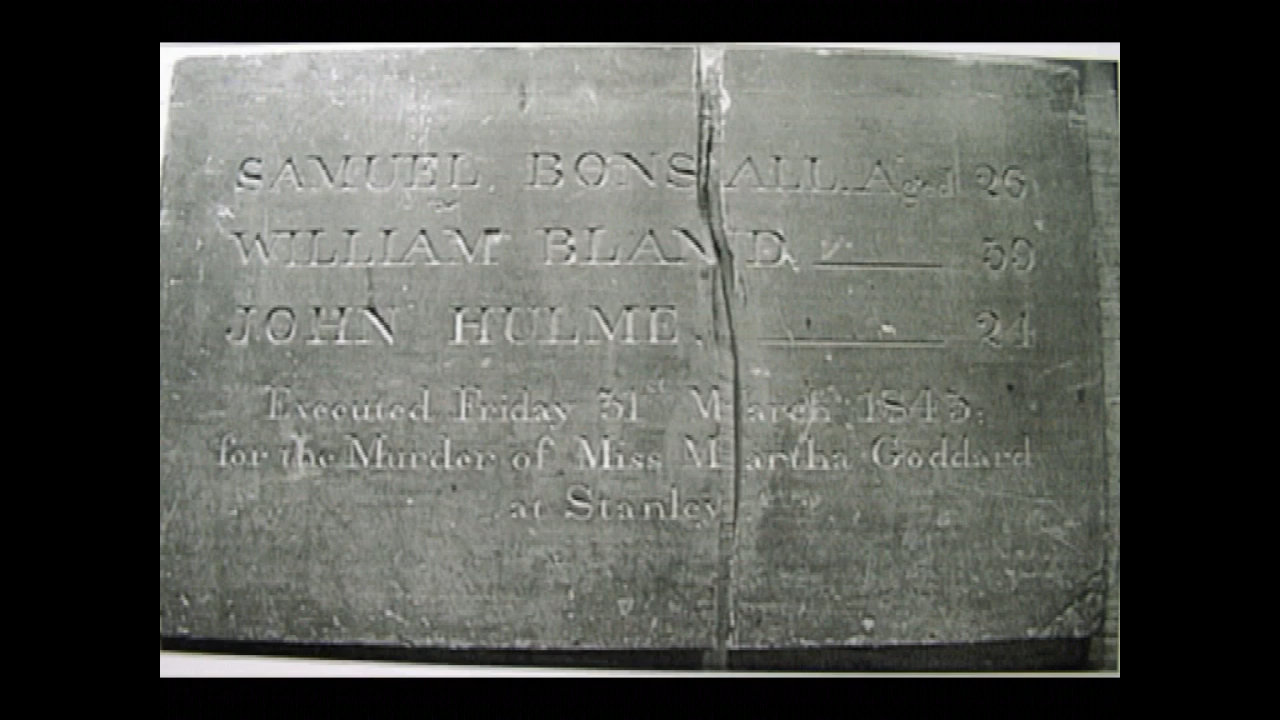 SAMUEL BONSALL. Aged 26
WILLIAM BLAND, 39
JOHN HULME. 24
Executed Friday 31st March 1843.
for the Murder of Miss Martha Goddard
at Stanley